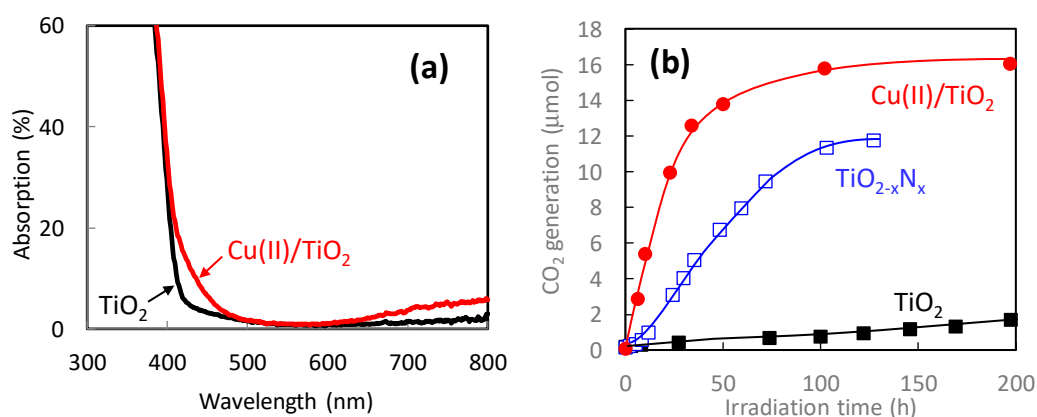 60
40
20
0
300
400
500
600
700
800
Absorption (%)
Wavelength (nm)
(a)
Cu(II)/TiO₂
TiO₂
18
16
14
12
10
8
6
4
2
0
0
50
100
150
200
CO₂ generation (μmol)
Irradiation time (h)
(b)
Cu(II)/TiO₂
TiO₂₋ₓNₓ
TiO₂